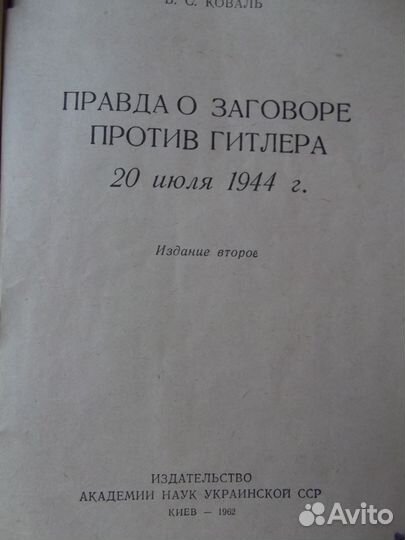 В. С. КОВАЛЬ
ПРАВДА О ЗАГОВОРЕ
ПРОТИВ ГИТЛЕРА
20 июля 1944 г.
Издание второе
ИЗДАТЕЛЬСТВО
АКАДЕМИИ НАУК УКРАИНСКОЙ ССР
КИЕВ — 1962
Avito